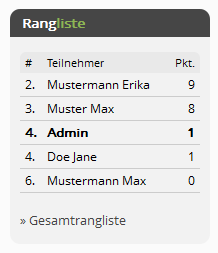 Rangliste
# Teilnehmer Pkt.
2. Mustermann Erika 9
3. Muster Max 8
4. Admin 1
4. Doe Jane 1
6. Mustermann Max 0
» Gesamtrangliste